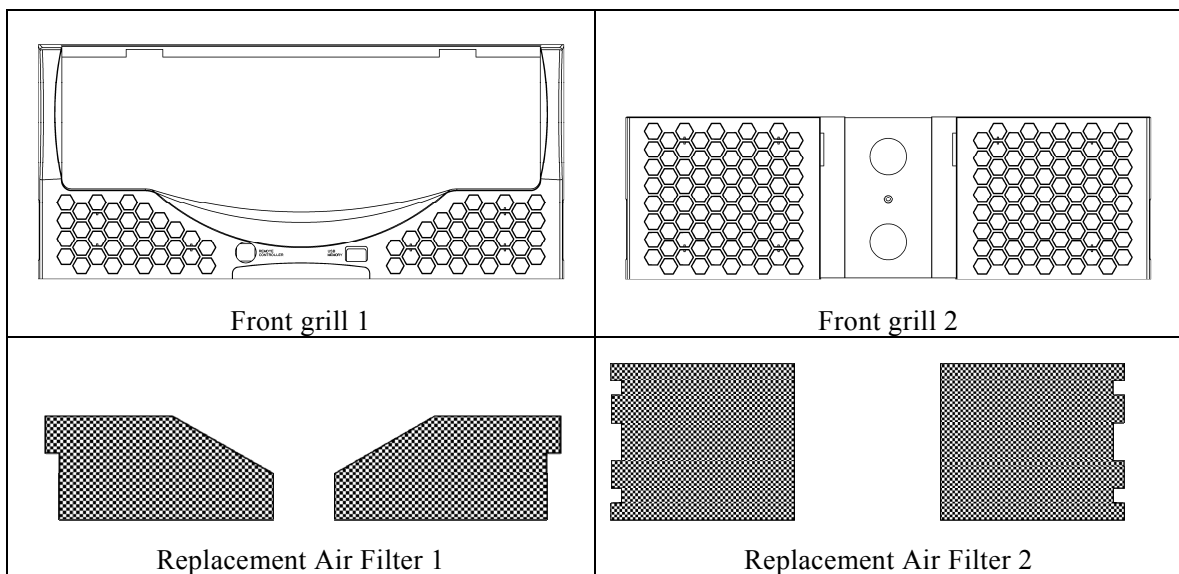 REMOTE
CONTROLLER
USB
MEMORY
Front grill 1
Front grill 2
Replacement Air Filter 1
Replacement Air Filter 2